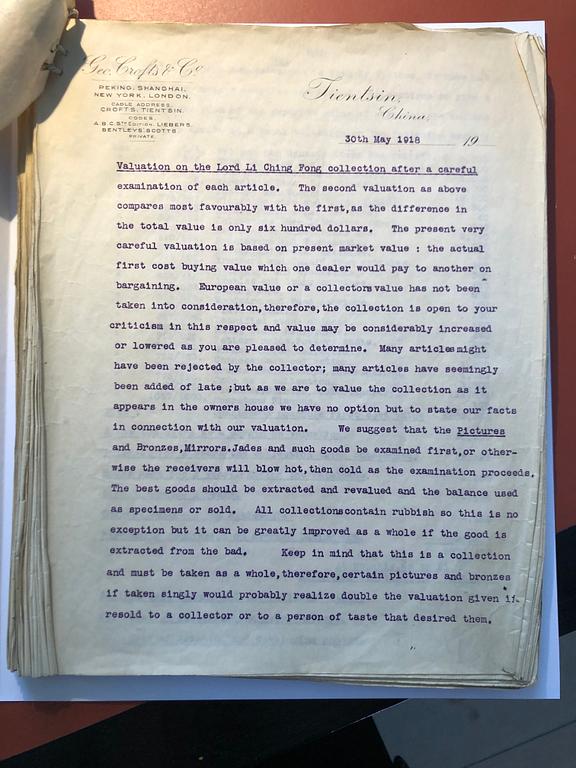 Geo. Crofts & Co
PEKING, SHANGHAI,
NEW YORK, LONDON.
CABLE ADDRESS,
CROFTS, TIENTSIN.
CODES,
A.B.C. 5TH EDITION, LIEBERS,
BENTLEYS, SCOTTS.
PRIVATE.
Tientsin,
China,
30th May 1918 19
Valuation on the Lord Li Ching Fong collection after a careful
examination of each article. The second valuation as above
compares most favourably with the first,as the difference in
the total value is only six hundred dollars. The present very
careful valuation is based on present market value : the actual
first cost buying value which one dealer would pay to another on
bargaining. European value or a collectors value has not been
taken into consideration,therefore,the collection is open to your
criticism in this respect and value may be considerably increased
or lowered as you are pleased to determine. Many articles might
have been rejected by the collector; many articles have seemingly
been added of late ;but as we are to value the collection as it
appears in the owners house we have no option but to state our facts
in connection with our valuation. We suggest that the Pictures
and Bronzes,Mirrors.Jades and such goods be examined first,or other-
wise the receivers will blow hot,then cold as the examination proceeds.
The best goods should be extracted and revalued and the balance used
as specimens or sold. All collections contain rubbish so this is no
exception but it can be greatly improved as a whole if the good is
extracted from the bad. Keep in mind that this is a collection
and must be taken as a whole,therefore,certain pictures and bronzes
if taken singly would probably realize double the valuation given if
resold to a collector or to a person of taste that desired them.